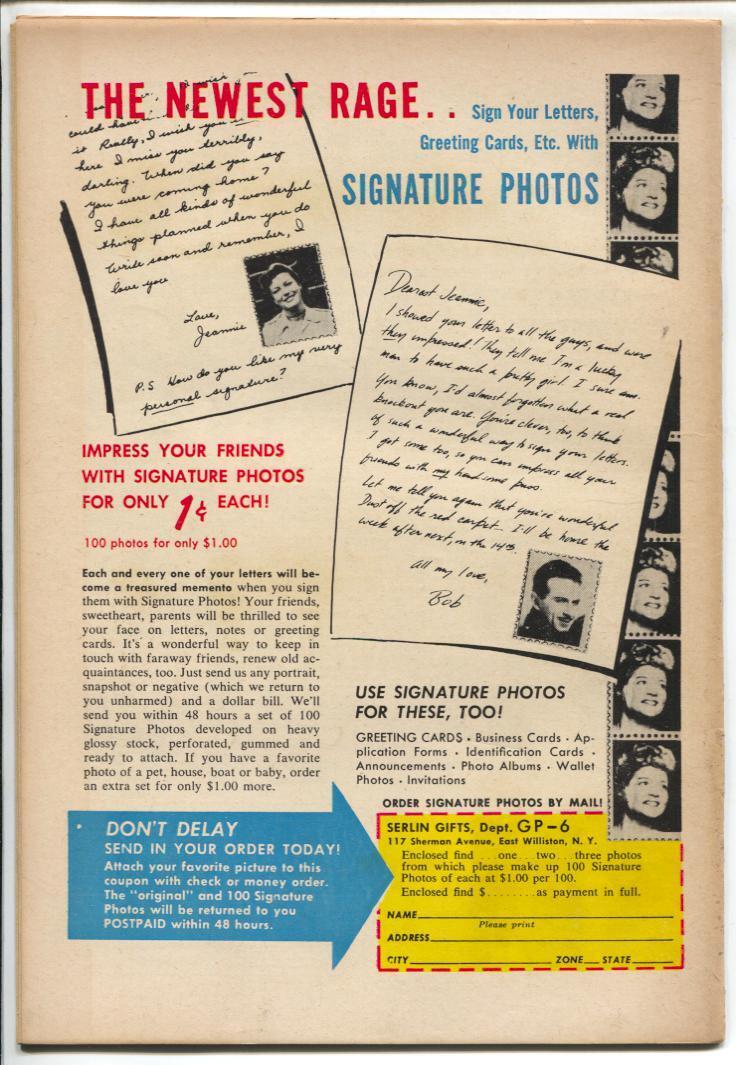 THE NEWEST RAGE. .
Sign Your Letters,
Greeting Cards, Etc. With
SIGNATURE PHOTOS
could have
it Really, I wish you
here I miss you terribly,
darling. When did you say
you were coming home?
I have all kinds of wonderful
things planned when you do
Write soon and remember, I
love you
Love,
Jeannie
P.S How do you like my very
personal signature?
Dearest Jeannie,
I showed your letter to all the guys, and were
they impressed! They tell me I'm a lucky
man to have such a pretty girl. I sure am.
You know, I'd almost forgotten what a real
knockout you are. You're clever, too, to think
of such a wonderful way to sign your letters.
I got some too, so you can impress all your
friends with my handsome puss.
Let me tell you again that you're wonderful
Dust off the red carpet - I'll be home the
week after next, on the 14th.
All my love,
Bob
IMPRESS YOUR FRIENDS
WITH SIGNATURE PHOTOS
FOR ONLY 1¢ EACH!
100 photos for only $1.00
Each and every one of your letters will be-
come a treasured memento when you sign
them with Signature Photos! Your friends,
sweetheart, parents will be thrilled to see
your face on letters, notes or greeting
cards. It's a wonderful way to keep in
touch with faraway friends, renew old ac-
quaintances, too. Just send us any portrait,
snapshot or negative (which we return to
you unharmed) and a dollar bill. We'll
send you within 48 hours a set of 100
Signature Photos developed on heavy
glossy stock, perforated, gummed and
ready to attach. If you have a favorite
photo of a pet, house, boat or baby, order
an extra set for only $1.00 more.
USE SIGNATURE PHOTOS
FOR THESE, TOO!
GREETING CARDS • Business Cards • Ap-
plication Forms • Identification Cards •
Announcements • Photo Albums • Wallet
Photos • Invitations
DON'T DELAY
SEND IN YOUR ORDER TODAY!
Attach your favorite picture to this
coupon with check or money order.
The "original" and 100 Signature
Photos will be returned to you
POSTPAID within 48 hours.
ORDER SIGNATURE PHOTOS BY MAIL!
SERLIN GIFTS, Dept. GP-6
117 Sherman Avenue, East Williston, N. Y.
Enclosed find ...one...two...three photos
from which please make up 100 Signature
Photos of each at $1.00 per 100.
Enclosed find $........as payment in full.
NAME
Please print
ADDRESS
CITY ZONE STATE